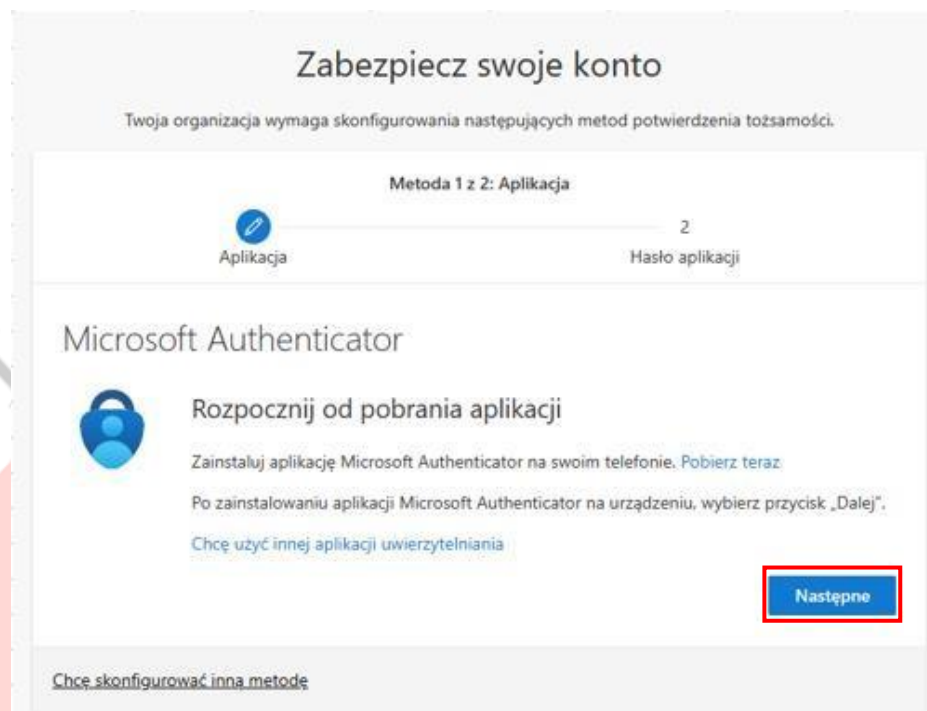 Zabezpiecz swoje konto
Twoja organizacja wymaga skonfigurowania następujących metod potwierdzenia tożsamości.
Metoda 1 z 2: Aplikacja
2
Aplikacja
Hasło aplikacji
Microsoft Authenticator
Rozpocznij od pobrania aplikacji
Zainstaluj aplikację Microsoft Authenticator na swoim telefonie. Pobierz teraz
Po zainstalowaniu aplikacji Microsoft Authenticator na urządzeniu, wybierz przycisk „Dalej”.
Chcę użyć innej aplikacji uwierzytelniania
Następne
Chcę skonfigurować inną metodę